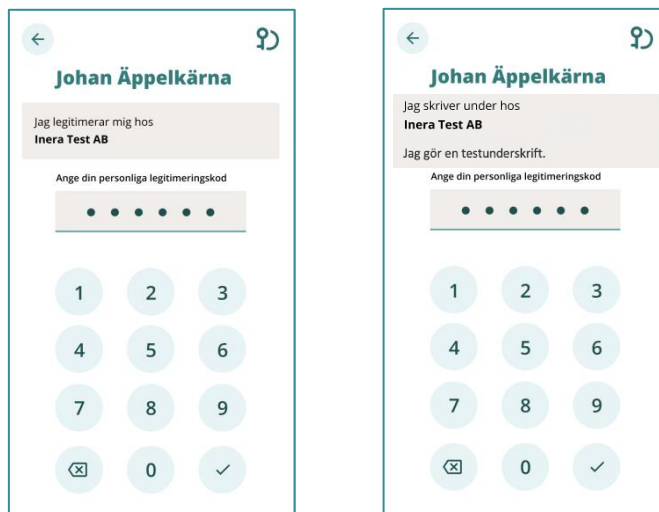 Johan Äppelkärna
Jag legitimerar mig hos
Inera Test AB
Ange din personliga legitimeringskod
1 2 3
4 5 6
7 8 9
0
Johan Äppelkärna
Jag skriver under hos
Inera Test AB
Jag gör en testunderskrift.
Ange din personliga legitimeringskod
1 2 3
4 5 6
7 8 9
0